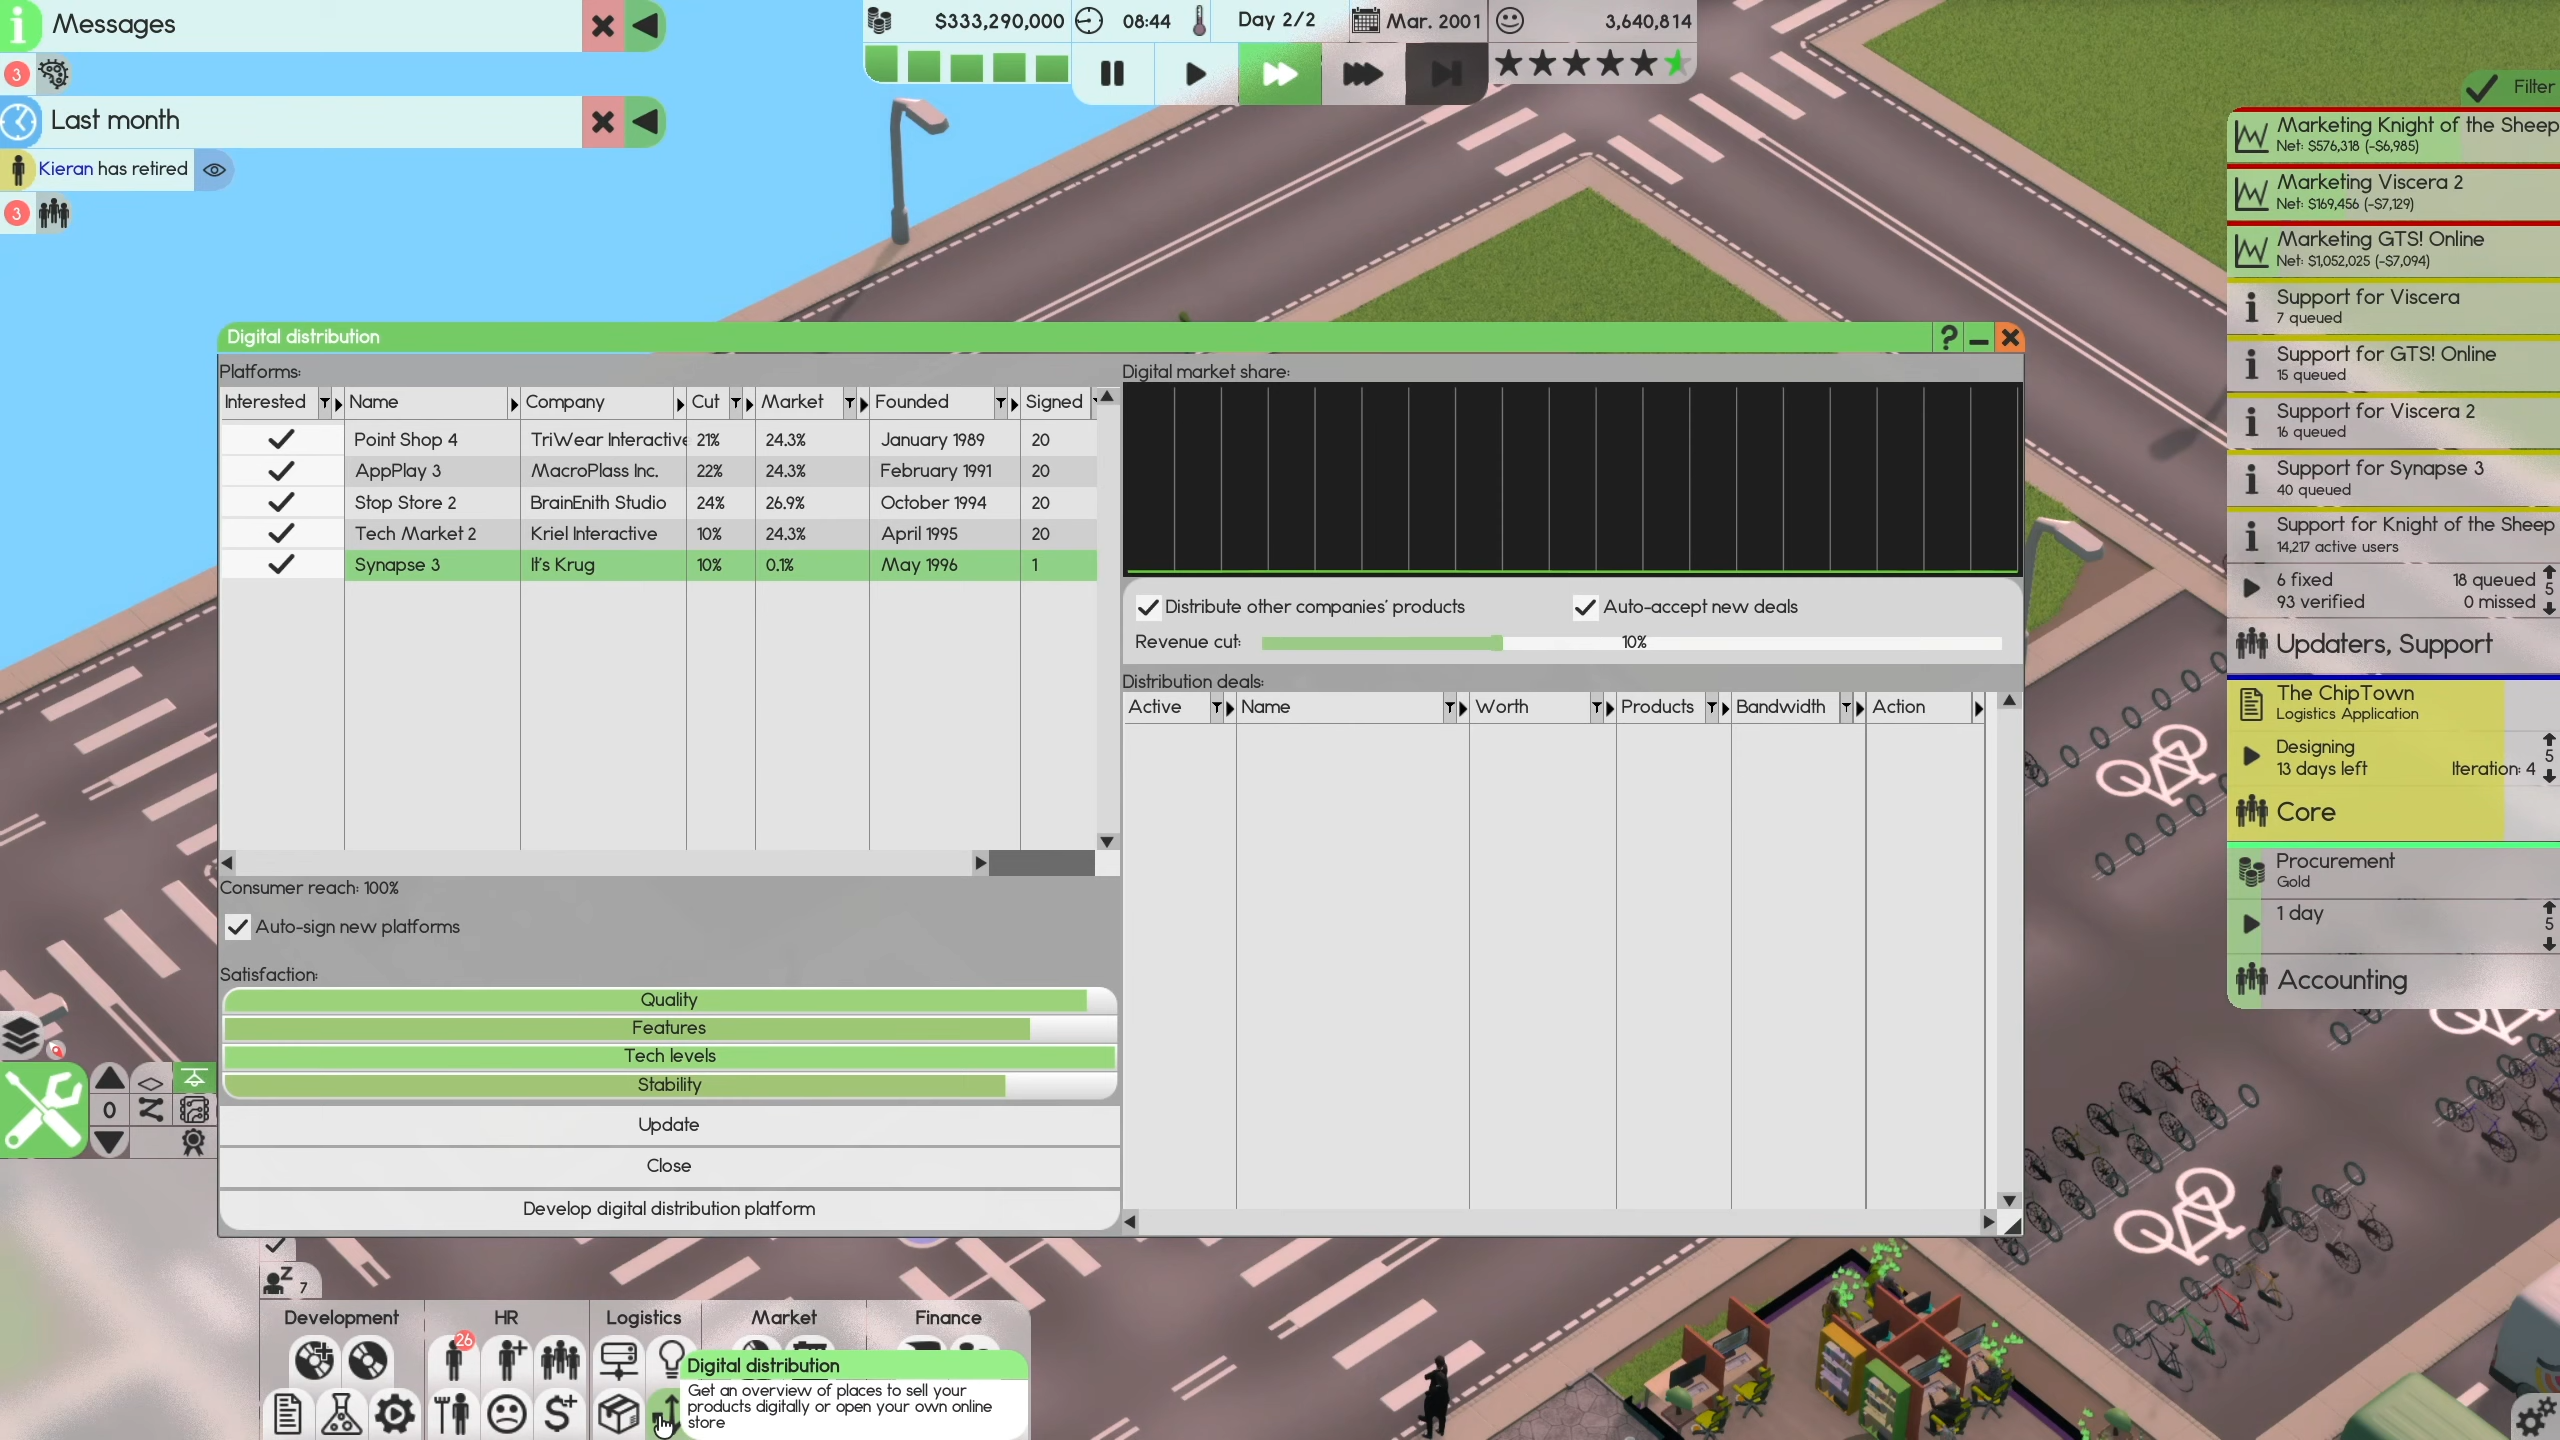 Messages
3
Last month
Kieran has retired
3
$333,290,000
08:44
Day 2/2
Mar. 2001
3,640,814
Filter
Marketing Knight of the Sheep
Net: $576,318 (-$6,985)
Marketing Viscera 2
Net: $169,456 (-$7,129)
Marketing GTS! Online
Net: $1,052,025 (-$7,094)
Support for Viscera
7 queued
Support for GTS! Online
15 queued
Support for Viscera 2
16 queued
Support for Synapse 3
40 queued
Support for Knight of the Sheep
14,217 active users
6 fixed 18 queued
93 verified 0 missed
5
Updaters, Support
The ChipTown
Logistics Application
Designing
13 days left Iteration: 4
5
Core
Procurement
Gold
1 day
5
Accounting
Digital distribution
?
Platforms:
Interested Name Company Cut Market Founded Signed
Point Shop 4 TriWear Interactive 21% 24.3% January 1989 20
AppPlay 3 MacroPlass Inc. 22% 24.3% February 1991 20
Stop Store 2 BrainEnith Studio 24% 26.9% October 1994 20
Tech Market 2 Kriel Interactive 10% 24.3% April 1995 20
Synapse 3 It's Krug 10% 0.1% May 1996 1
Consumer reach: 100%
Auto-sign new platforms
Satisfaction:
Quality
Features
Tech levels
Stability
Update
Close
Develop digital distribution platform
Digital market share:
Distribute other companies' products
Auto-accept new deals
Revenue cut: 10%
Distribution deals:
Active Name Worth Products Bandwidth Action
0
Z
7
Development HR Logistics Market Finance
26
Digital distribution
Get an overview of places to sell your
products digitally or open your own online
store